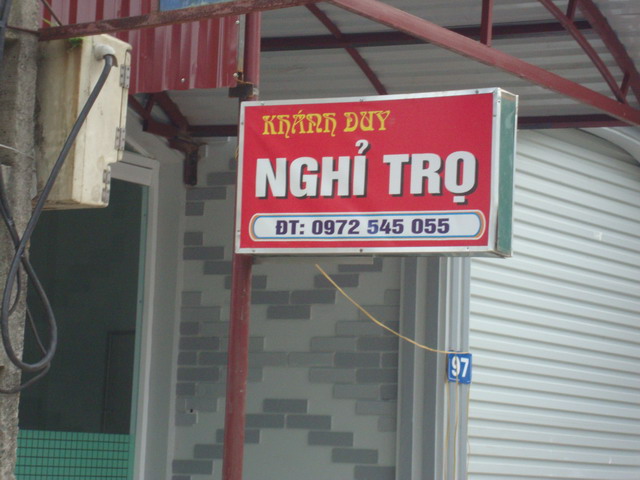 KHÁNH DUY
NGHỈ TRỌ
ĐT: 0972 545 055
97